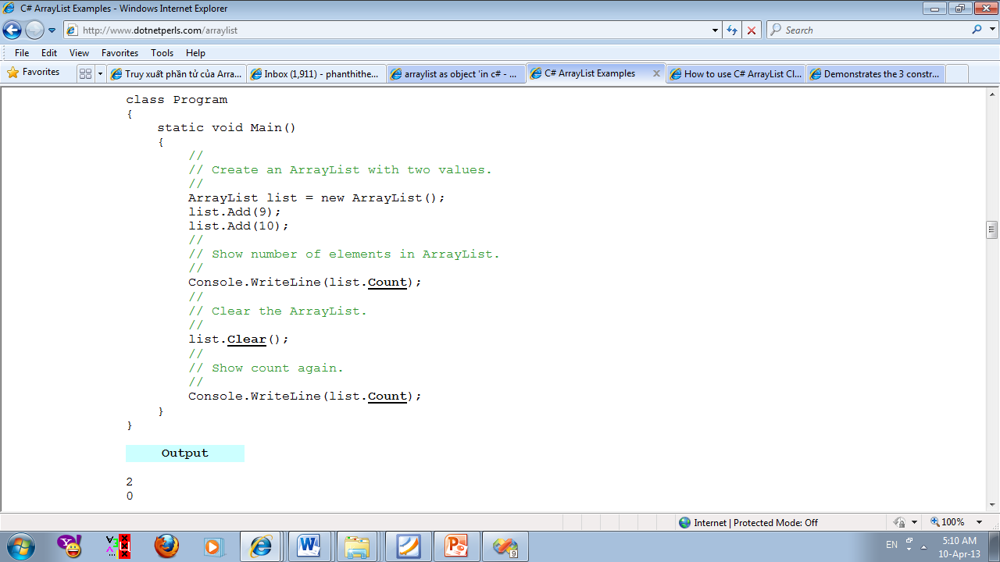 C# ArrayList Examples - Windows Internet Explorer
http://www.dotnetperls.com/arraylist
Search
File Edit View Favorites Tools Help
Favorites
Truy xuất phần tử của Arra...
Inbox (1,911) - phanthithe...
arraylist as object 'in c# - ...
C# ArrayList Examples
How to use C# ArrayList Cl...
Demonstrates the 3 constr...
class Program
{
static void Main()
{
//
// Create an ArrayList with two values.
//
ArrayList list = new ArrayList();
list.Add(9);
list.Add(10);
//
// Show number of elements in ArrayList.
//
Console.WriteLine(list.Count);
//
// Clear the ArrayList.
//
list.Clear();
//
// Show count again.
//
Console.WriteLine(list.Count);
}
}
Output
2
0
Internet | Protected Mode: Off
100%
EN
5:10 AM
10-Apr-13